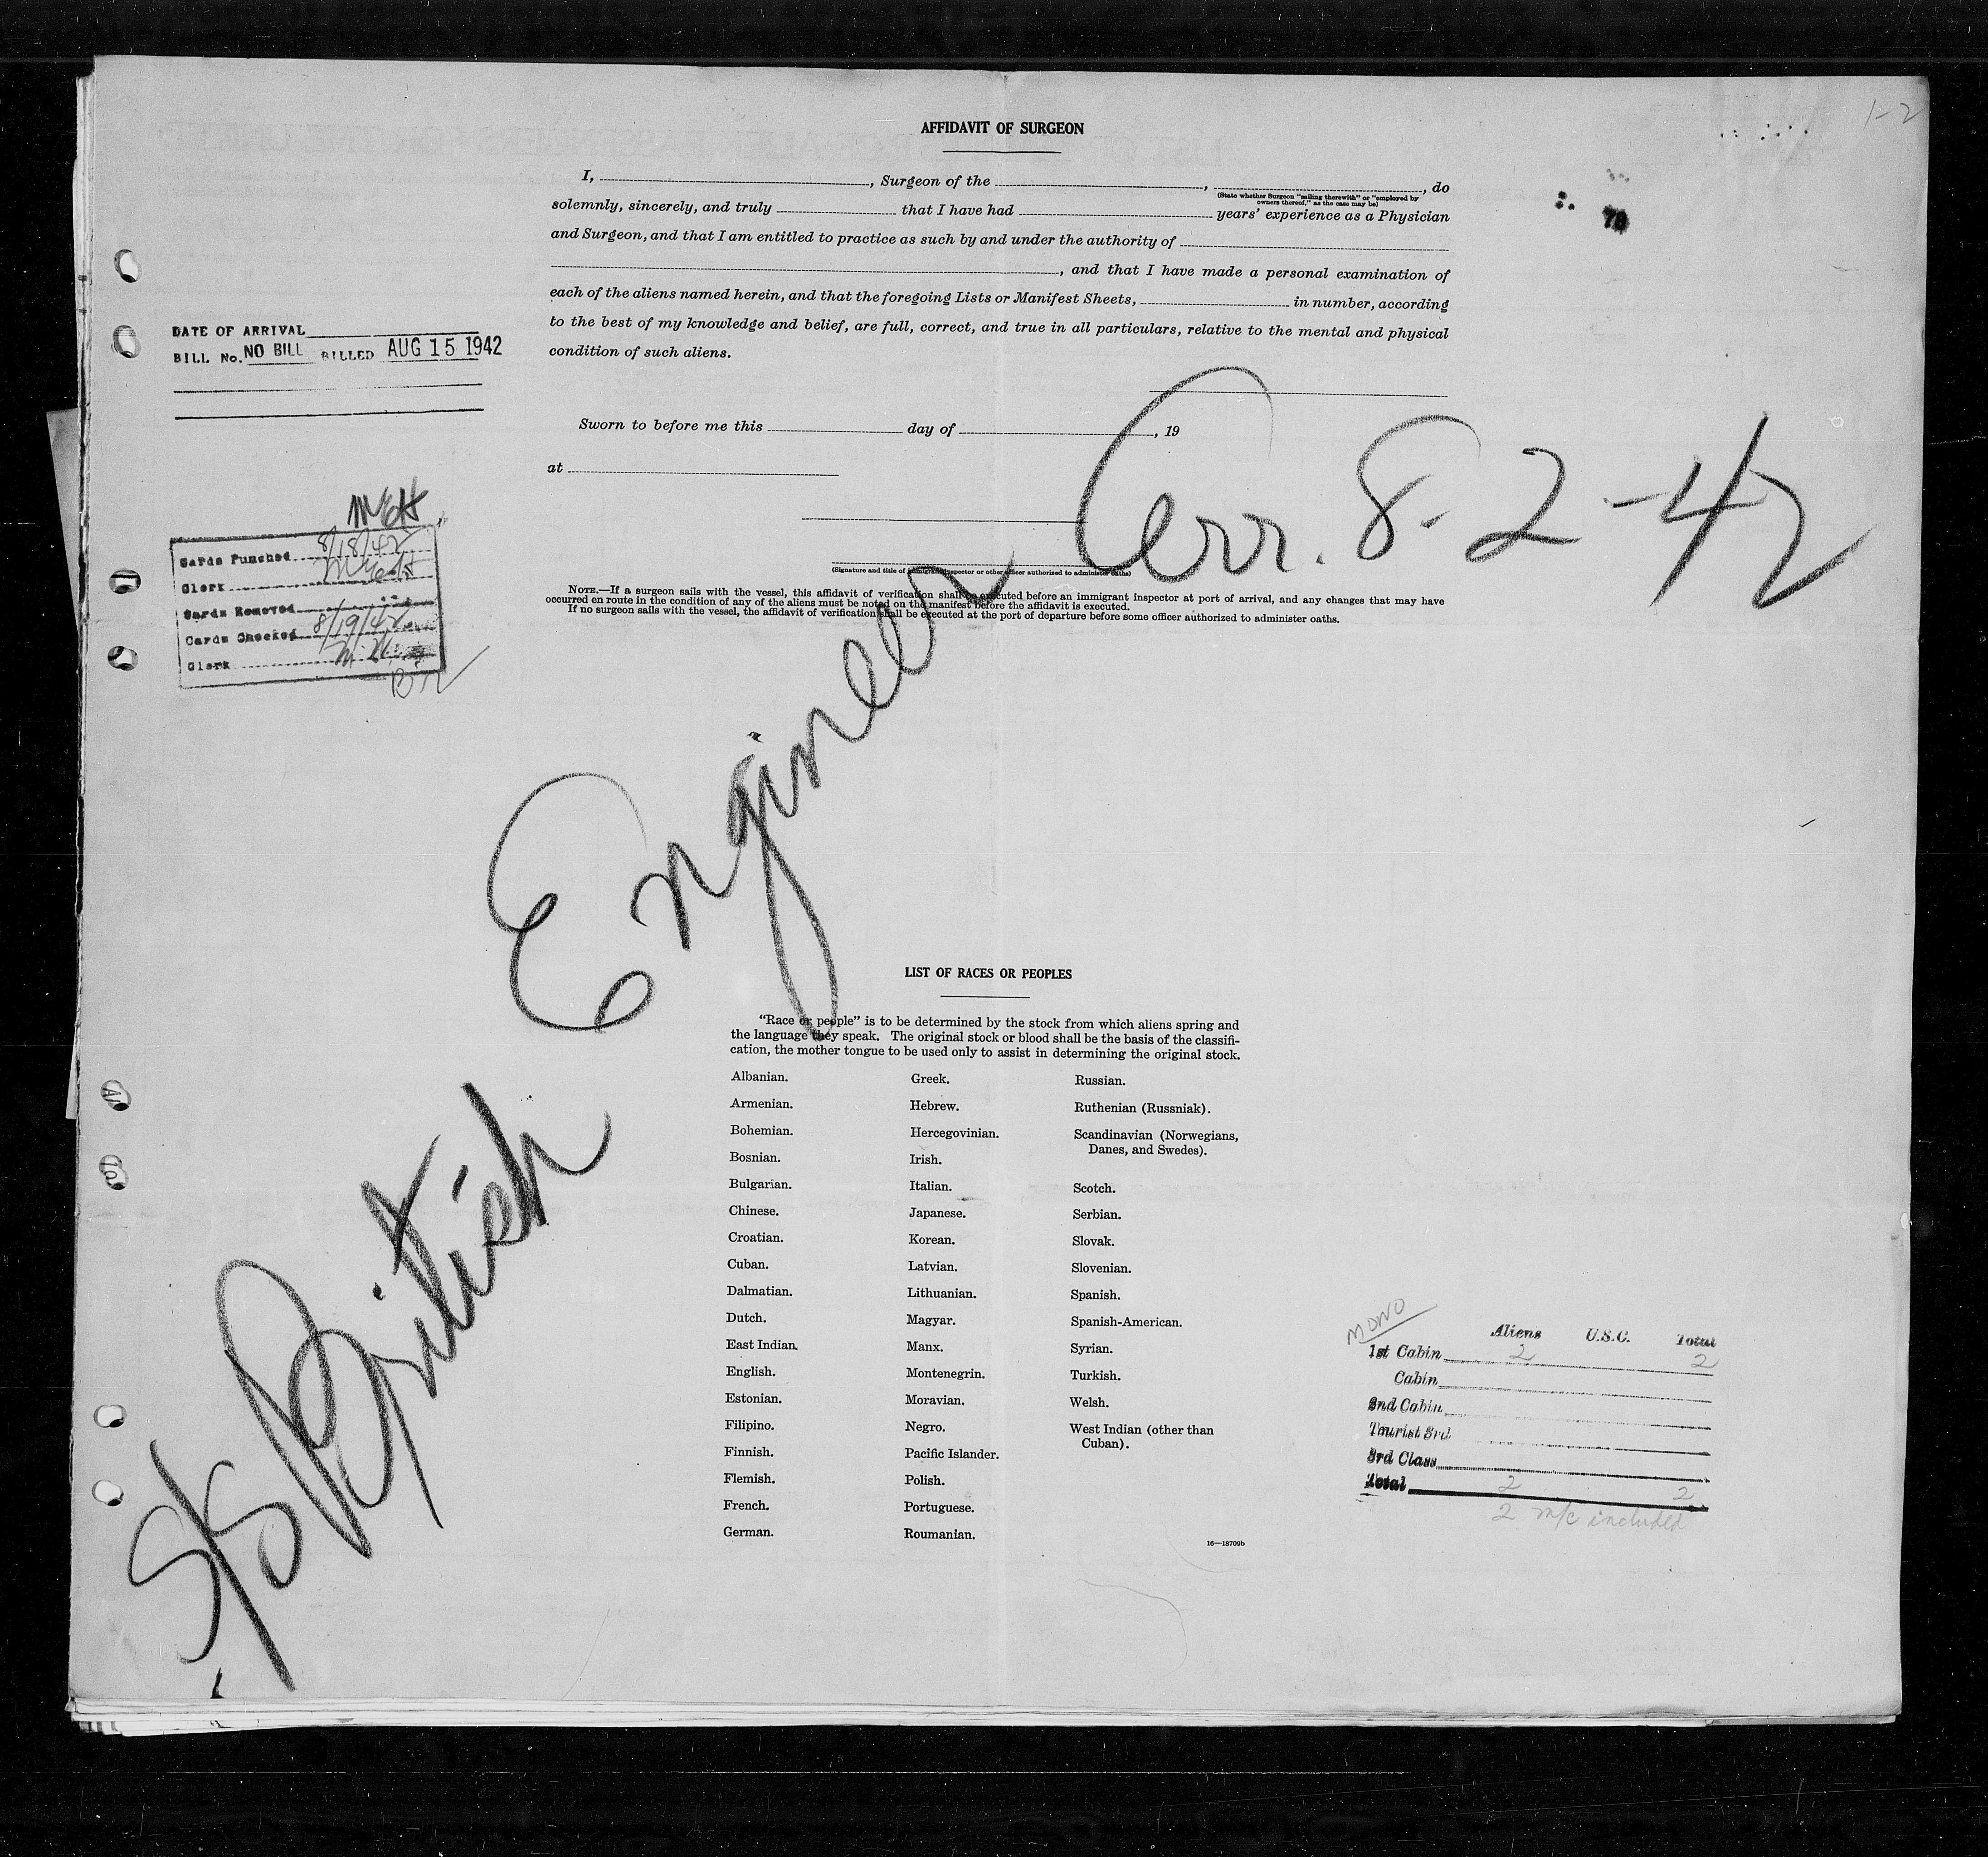 1-2
AFFIDAVIT OF SURGEON
I, , Surgeon of the , , do
(State whether Surgeon "sailing therewith" or "employed by
owners thereof," as the case may be)
solemnly, sincerely, and truly that I have had years' experience as a Physician
and Surgeon, and that I am entitled to practice as such by and under the authority of
, and that I have made a personal examination of
each of the aliens named herein, and that the foregoing Lists or Manifest Sheets, in number, according
to the best of my knowledge and belief, are full, correct, and true in all particulars, relative to the mental and physical
condition of such aliens.
Sworn to before me this day of , 19
at
(Signature and title of immigrant inspector or other officer authorized to administer oaths)
NOTE.—If a surgeon sails with the vessel, this affidavit of verification shall be executed before an immigrant inspector at port of arrival, and any changes that may have
occurred en route in the condition of any of the aliens must be noted on the manifest before the affidavit is executed.
If no surgeon sails with the vessel, the affidavit of verification shall be executed at the port of departure before some officer authorized to administer oaths.
DATE OF ARRIVAL
BILL No. NO BILL BILLED AUG 15 1942
Cards Punched 8/18/42
Clerk
Cards Removed
Cards Checked 8/19/42
Clerk
Arr. 8-2-42
S/S British Engineer
LIST OF RACES OR PEOPLES
"Race or people" is to be determined by the stock from which aliens spring and
the language they speak. The original stock or blood shall be the basis of the classifi-
cation, the mother tongue to be used only to assist in determining the original stock.
Albanian.
Armenian.
Bohemian.
Bosnian.
Bulgarian.
Chinese.
Croatian.
Cuban.
Dalmatian.
Dutch.
East Indian.
English.
Estonian.
Filipino.
Finnish.
Flemish.
French.
German.
Greek.
Hebrew.
Hercegovinian.
Irish.
Italian.
Japanese.
Korean.
Latvian.
Lithuanian.
Magyar.
Manx.
Montenegrin.
Moravian.
Negro.
Pacific Islander.
Polish.
Portuguese.
Roumanian.
Russian.
Ruthenian (Russniak).
Scandinavian (Norwegians,
Danes, and Swedes).
Scotch.
Serbian.
Slovak.
Slovenian.
Spanish.
Spanish-American.
Syrian.
Turkish.
Welsh.
West Indian (other than
Cuban).
16—18709b
mono
Aliens U.S.C. Total
1st Cabin 2 2
Cabin
2nd Cabin
Tourist 3rd
3rd Class
Total 2 2
2 m/c included